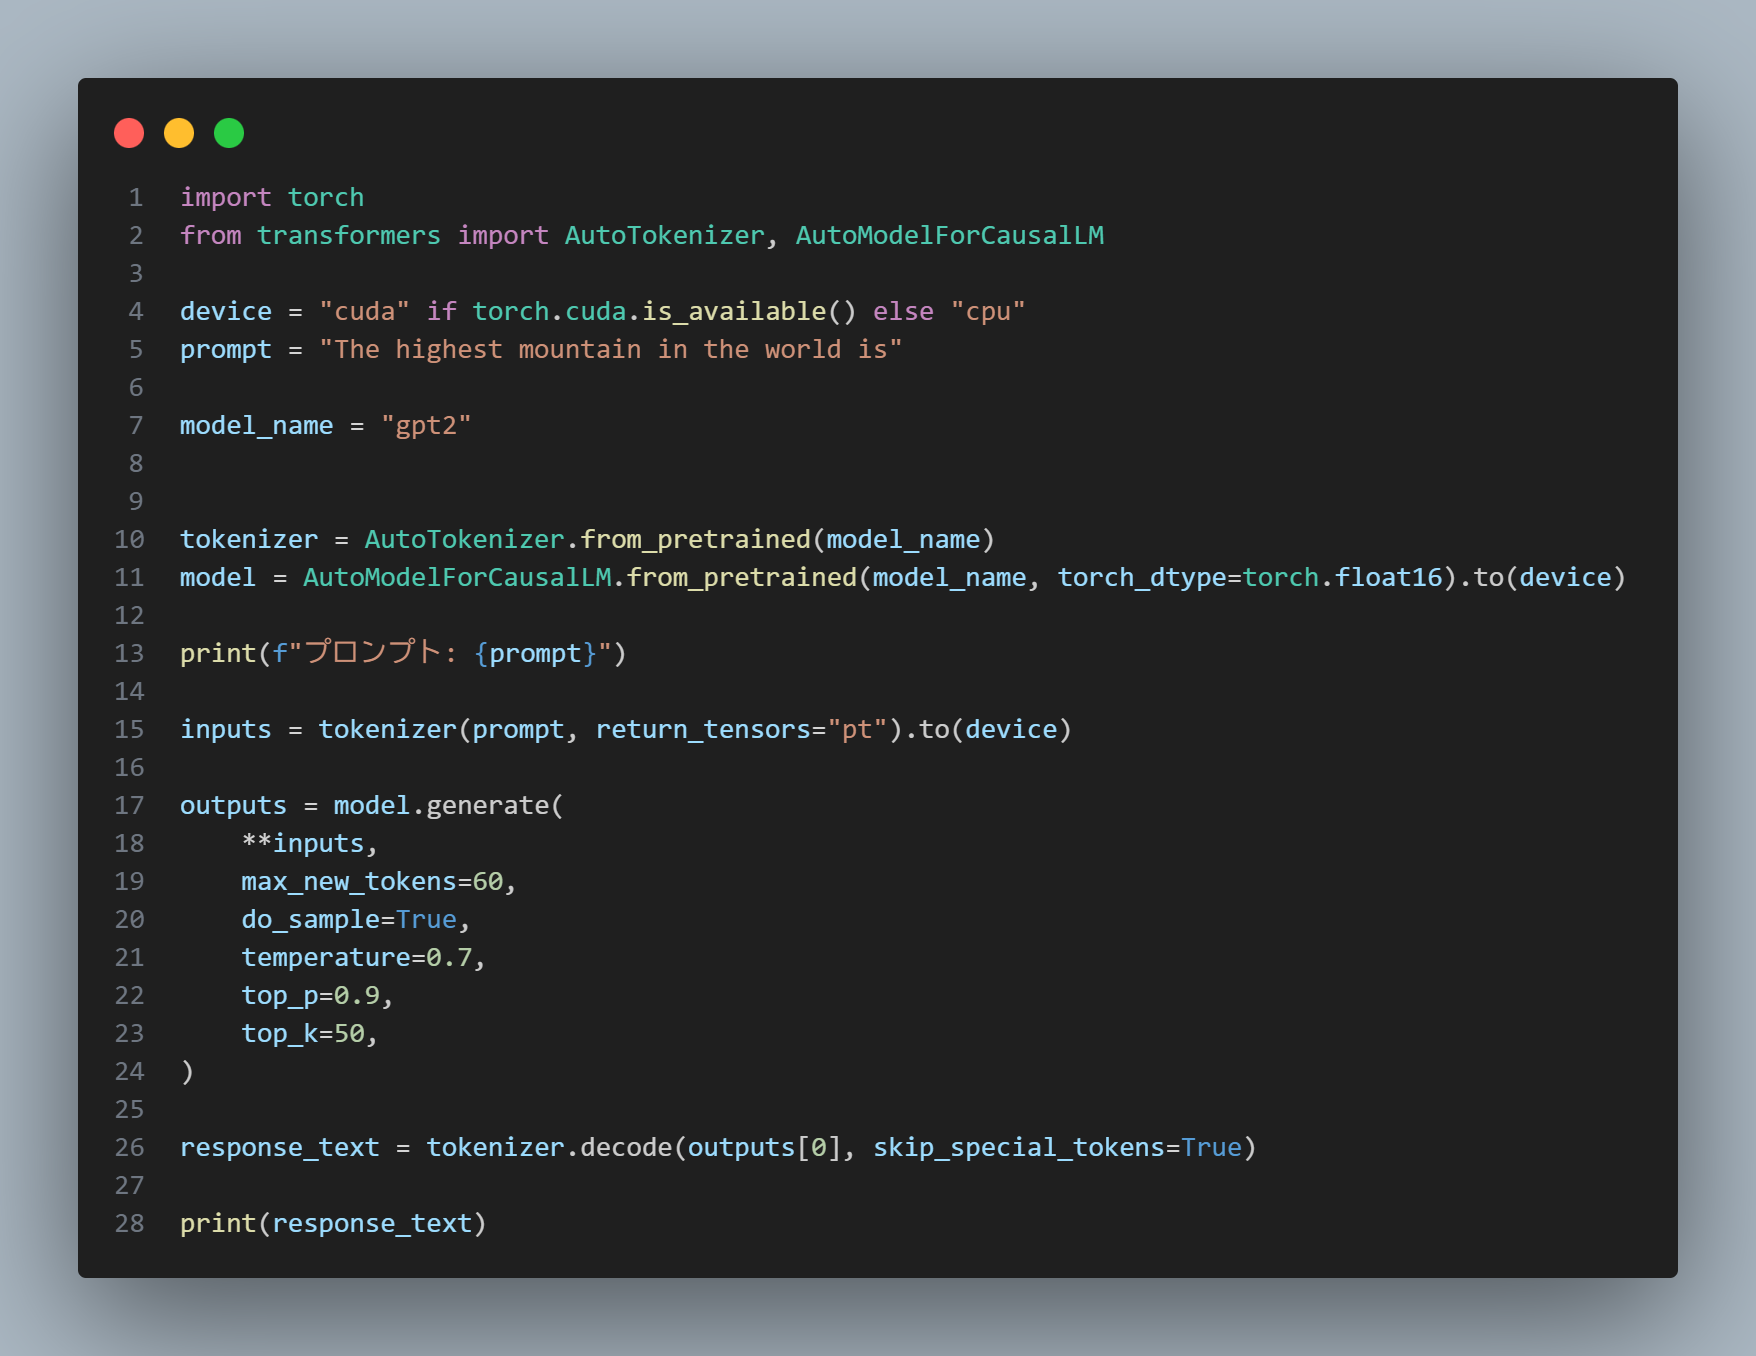 1 import torch
2 from transformers import AutoTokenizer, AutoModelForCausalLM
3
4 device = "cuda" if torch.cuda.is_available() else "cpu"
5 prompt = "The highest mountain in the world is"
6
7 model_name = "gpt2"
8
9
10 tokenizer = AutoTokenizer.from_pretrained(model_name)
11 model = AutoModelForCausalLM.from_pretrained(model_name, torch_dtype=torch.float16).to(device)
12
13 print(f"プロンプト: {prompt}")
14
15 inputs = tokenizer(prompt, return_tensors="pt").to(device)
16
17 outputs = model.generate(
18     **inputs,
19     max_new_tokens=60,
20     do_sample=True,
21     temperature=0.7,
22     top_p=0.9,
23     top_k=50,
24 )
25
26 response_text = tokenizer.decode(outputs[0], skip_special_tokens=True)
27
28 print(response_text)